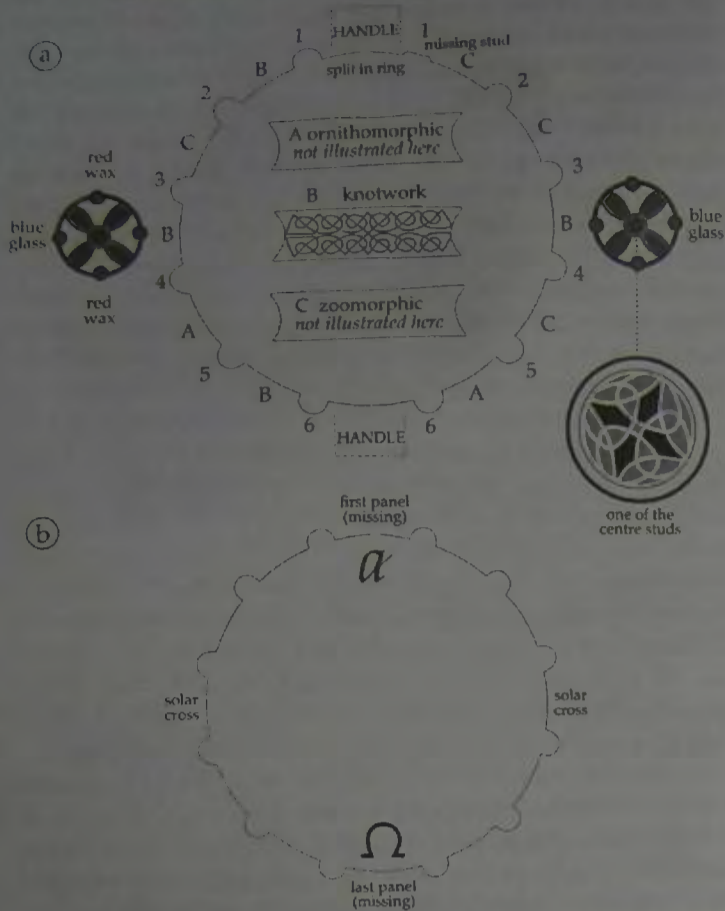 a
1
HANDLE
1
missing stud
B
split in ring
C
2
2
A ornithomorphic
not illustrated here
C
C
red
wax
3
3
B knotwork
blue
glass
B
B
blue
glass
4
4
C zoomorphic
not illustrated here
red
wax
A
C
5
5
B
A
6
HANDLE
6
one of the
centre studs
b
first panel
(missing)
a
solar
cross
solar
cross
Ω
last panel
(missing)